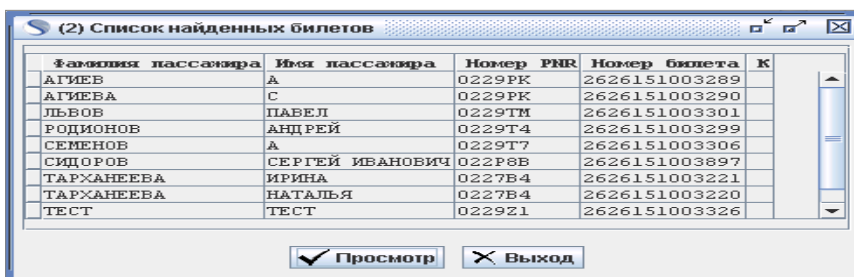 (2) Список найденных билетов
Фамилия пассажира Имя пассажира Номер PNR Номер билета К
АГИЕВ А 0229РК 2626151003289
АГИЕВА С 0229РК 2626151003290
ЛЬВОВ ПАВЕЛ 0229ТМ 2626151003301
РОДИОНОВ АНДРЕЙ 0229Т4 2626151003299
СЕМЕНОВ А 0229Т7 2626151003306
СИДОРОВ СЕРГЕЙ ИВАНОВИЧ 022Р8В 2626151003897
ТАРХАНЕЕВА ИРИНА 0227В4 2626151003221
ТАРХАНЕЕВА НАТАЛЬЯ 0227В4 2626151003220
ТЕСТ ТЕСТ 0229Z1 2626151003326
Просмотр Выход